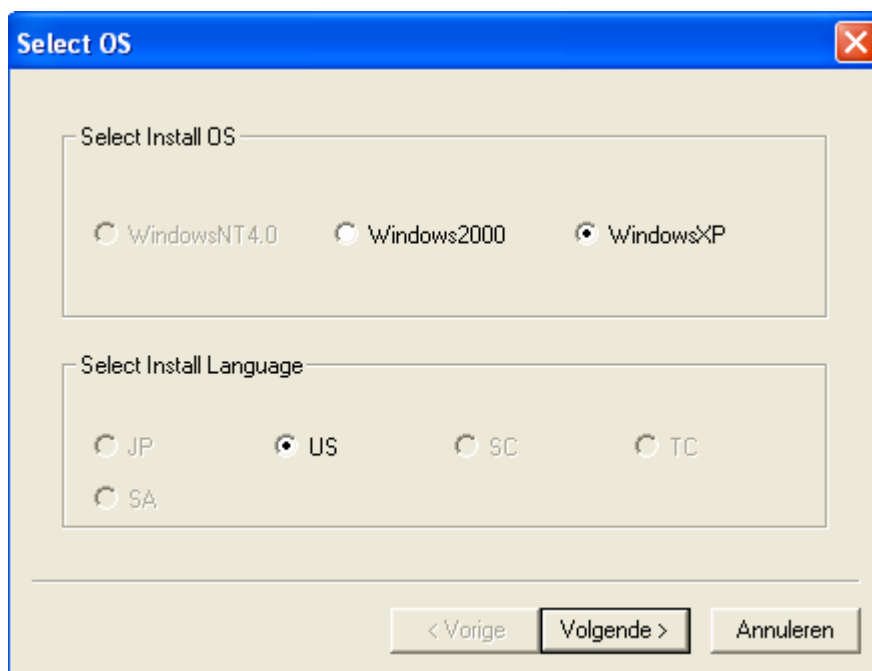 Select OS
Select Install OS
WindowsNT4.0 Windows2000 WindowsXP
Select Install Language
JP US SC TC
SA
< Vorige Volgende > Annuleren